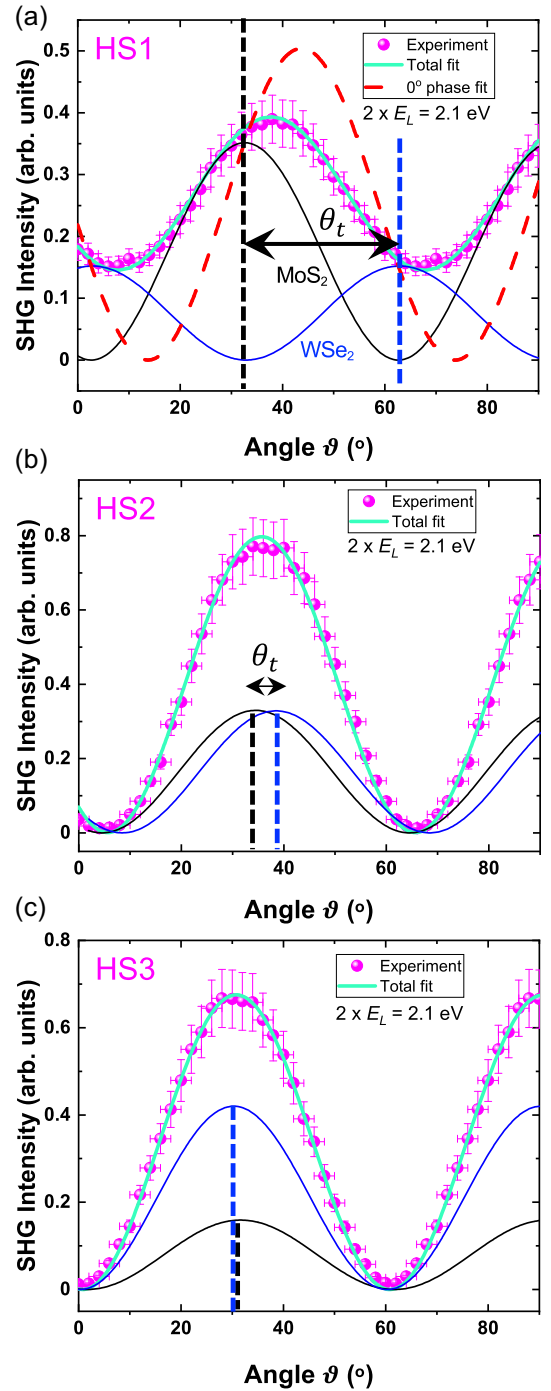 (a)
HS1
Experiment
Total fit
0° phase fit
2 x E_L = 2.1 eV
θ_t
MoS₂
WSe₂
0.5
0.4
0.3
0.2
0.1
0
SHG Intensity (arb. units)
0 20 40 60 80
Angle ϑ (°)
(b)
HS2
Experiment
Total fit
2 x E_L = 2.1 eV
θ_t
0.8
0.6
0.4
0.2
0
SHG Intensity (arb. units)
0 20 40 60 80
Angle ϑ (°)
(c)
HS3
Experiment
Total fit
2 x E_L = 2.1 eV
0.8
0.6
0.4
0.2
0
SHG Intensity (arb. units)
0 20 40 60 80
Angle ϑ (°)